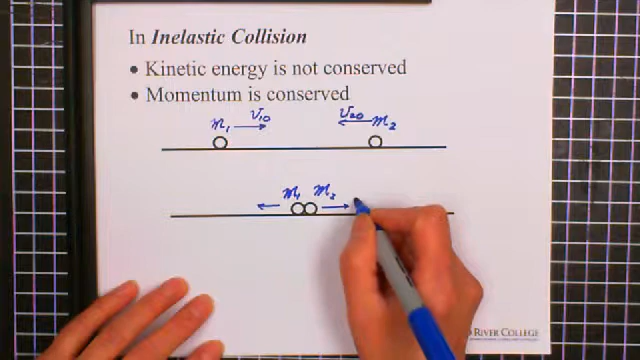 In Inelastic Collision
• Kinetic energy is not conserved
• Momentum is conserved
m₁ v₁₀ v₂₀ m₂
m₁ m₂
RIVER COLLEGE